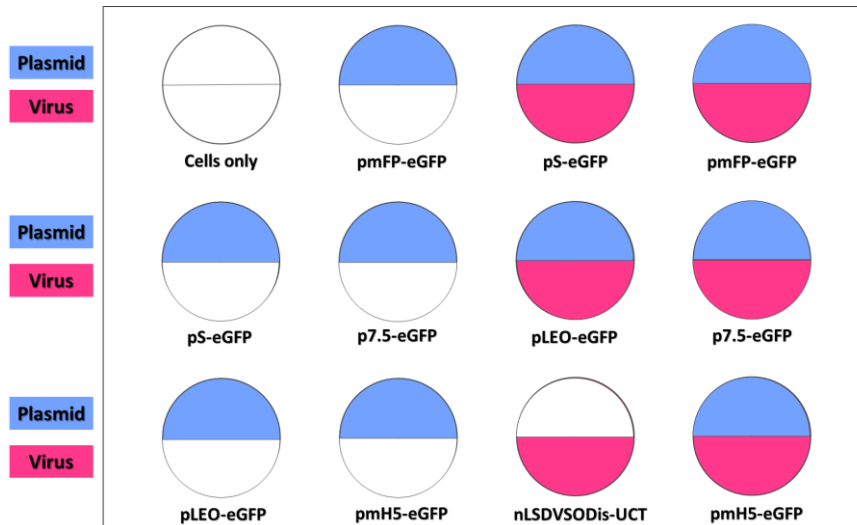 Plasmid
Virus
Cells only
pmFP-eGFP
pS-eGFP
pmFP-eGFP
Plasmid
Virus
pS-eGFP
p7.5-eGFP
pLEO-eGFP
p7.5-eGFP
Plasmid
Virus
pLEO-eGFP
pmH5-eGFP
nLSDVSODis-UCT
pmH5-eGFP